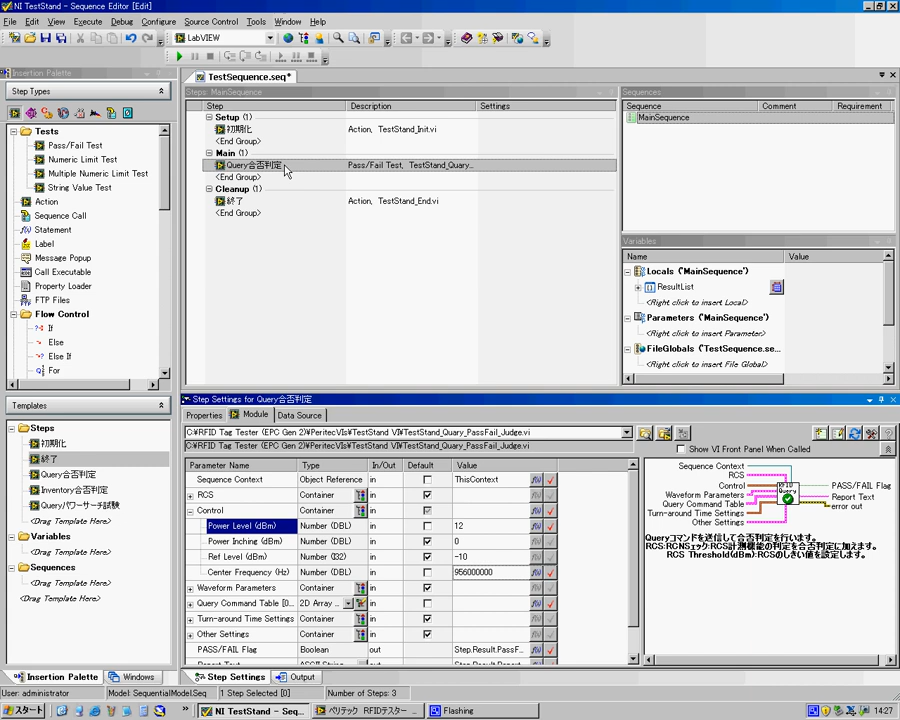 NI TestStand - Sequence Editor [Edit]
File Edit View Execute Debug Configure Source Control Tools Window Help
LabVIEW
Insertion Palette
Step Types
Tests
Pass/Fail Test
Numeric Limit Test
Multiple Numeric Limit Test
String Value Test
Action
Sequence Call
Statement
Label
Message Popup
Call Executable
Property Loader
FTP Files
Flow Control
If
Else
Else If
For
Templates
Steps
初期化
終了
Query合否判定
Inventory合否判定
Queryパワーサーチ試験
<Drag Template Here>
Variables
<Drag Template Here>
Sequences
<Drag Template Here>
<Drag Template Here>
Insertion Palette Windows
TestSequence.seq*
Steps: MainSequence
Step Description Settings
Setup (1)
初期化 Action, TestStand_Init.vi
<End Group>
Main (1)
Query合否判定 Pass/Fail Test, TestStand_Quary...
<End Group>
Cleanup (1)
終了 Action, TestStand_End.vi
<End Group>
Sequences
Sequence Comment Requirement
MainSequence
Variables
Name Value
Locals ('MainSequence')
ResultList
<Right click to insert Local>
Parameters ('MainSequence')
<Right click to insert Parameter>
FileGlobals ('TestSequence.se...
<Right click to insert File Global>
Step Settings for Query合否判定
Properties Module Data Source
C:¥RFID Tag Tester (EPC Gen 2)¥PeritecVIs¥TestStand VI¥TestStand_Query_PassFail_Judge.vi
C:¥RFID Tag Tester (EPC Gen 2)¥PeritecVIs¥TestStand VI¥TestStand_Query_PassFail_Judge.vi
Show VI Front Panel When Called
Parameter Name Type In/Out Default Value
Sequence Context Object Reference in ThisContext
RCS Container in
Control Container in
Power Level (dBm) Number (DBL) in 12
Power Inching (dBm) Number (DBL) in 0
Ref Level (dBm) Number (I32) in -10
Center Frequency (Hz) Number (DBL) in 956000000
Waveform Parameters Container in
Query Command Table [0... 2D Array ... in
Turn-around Time Settings Container in
Other Settings Container in
PASS/FAIL Flag Boolean out Step.Result.PassF...
Report Text ASCII String out Step.Result.Repor...
Sequence Context
RCS
Control
Waveform Parameters
Query Command Table
Turn-around Time Settings
Other Settings
RFID
Query
PASS/FAIL Flag
Report Text
error out
Queryコマンドを送信して合否判定を行います。
RCS:RCNSェック:RCS計測機能の判定を合否判定に加えます。
RCS Threshold(dBm):RCSのしきい値を設定します。
Step Settings Output
User: administrator Model: SequentialModel.Seq 1 Step Selected [0] Number of Steps: 3
スタート NI TestStand - Seq... ペリテック RFIDテスター ... Flashing 14:27